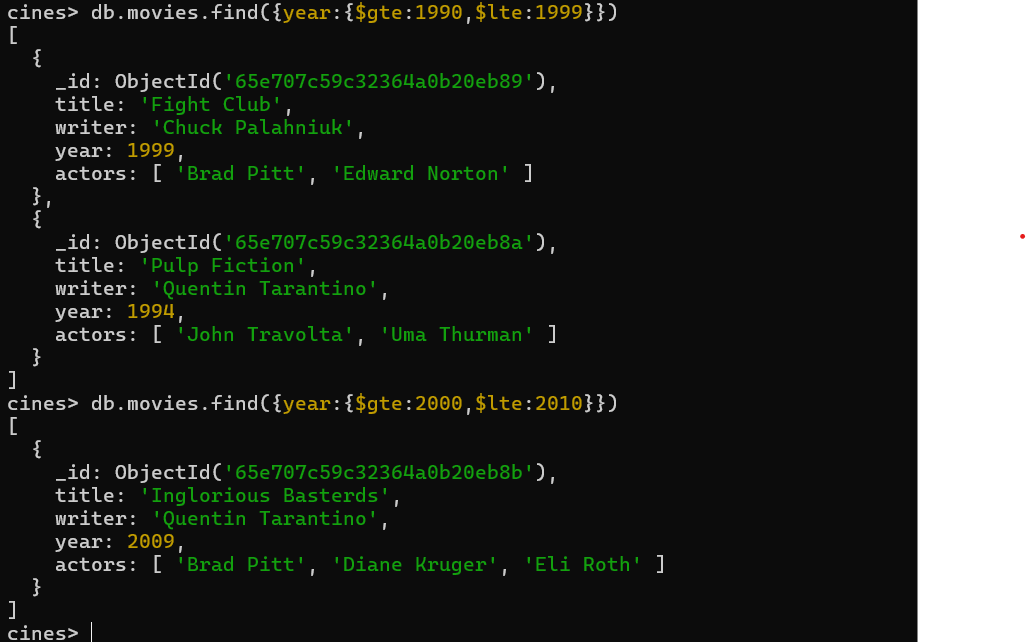 cines> db.movies.find({year:{$gte:1990,$lte:1999}})
[
  {
    _id: ObjectId('65e707c59c32364a0b20eb89'),
    title: 'Fight Club',
    writer: 'Chuck Palahniuk',
    year: 1999,
    actors: [ 'Brad Pitt', 'Edward Norton' ]
  },
  {
    _id: ObjectId('65e707c59c32364a0b20eb8a'),
    title: 'Pulp Fiction',
    writer: 'Quentin Tarantino',
    year: 1994,
    actors: [ 'John Travolta', 'Uma Thurman' ]
  }
]
cines> db.movies.find({year:{$gte:2000,$lte:2010}})
[
  {
    _id: ObjectId('65e707c59c32364a0b20eb8b'),
    title: 'Inglorious Basterds',
    writer: 'Quentin Tarantino',
    year: 2009,
    actors: [ 'Brad Pitt', 'Diane Kruger', 'Eli Roth' ]
  }
]
cines>